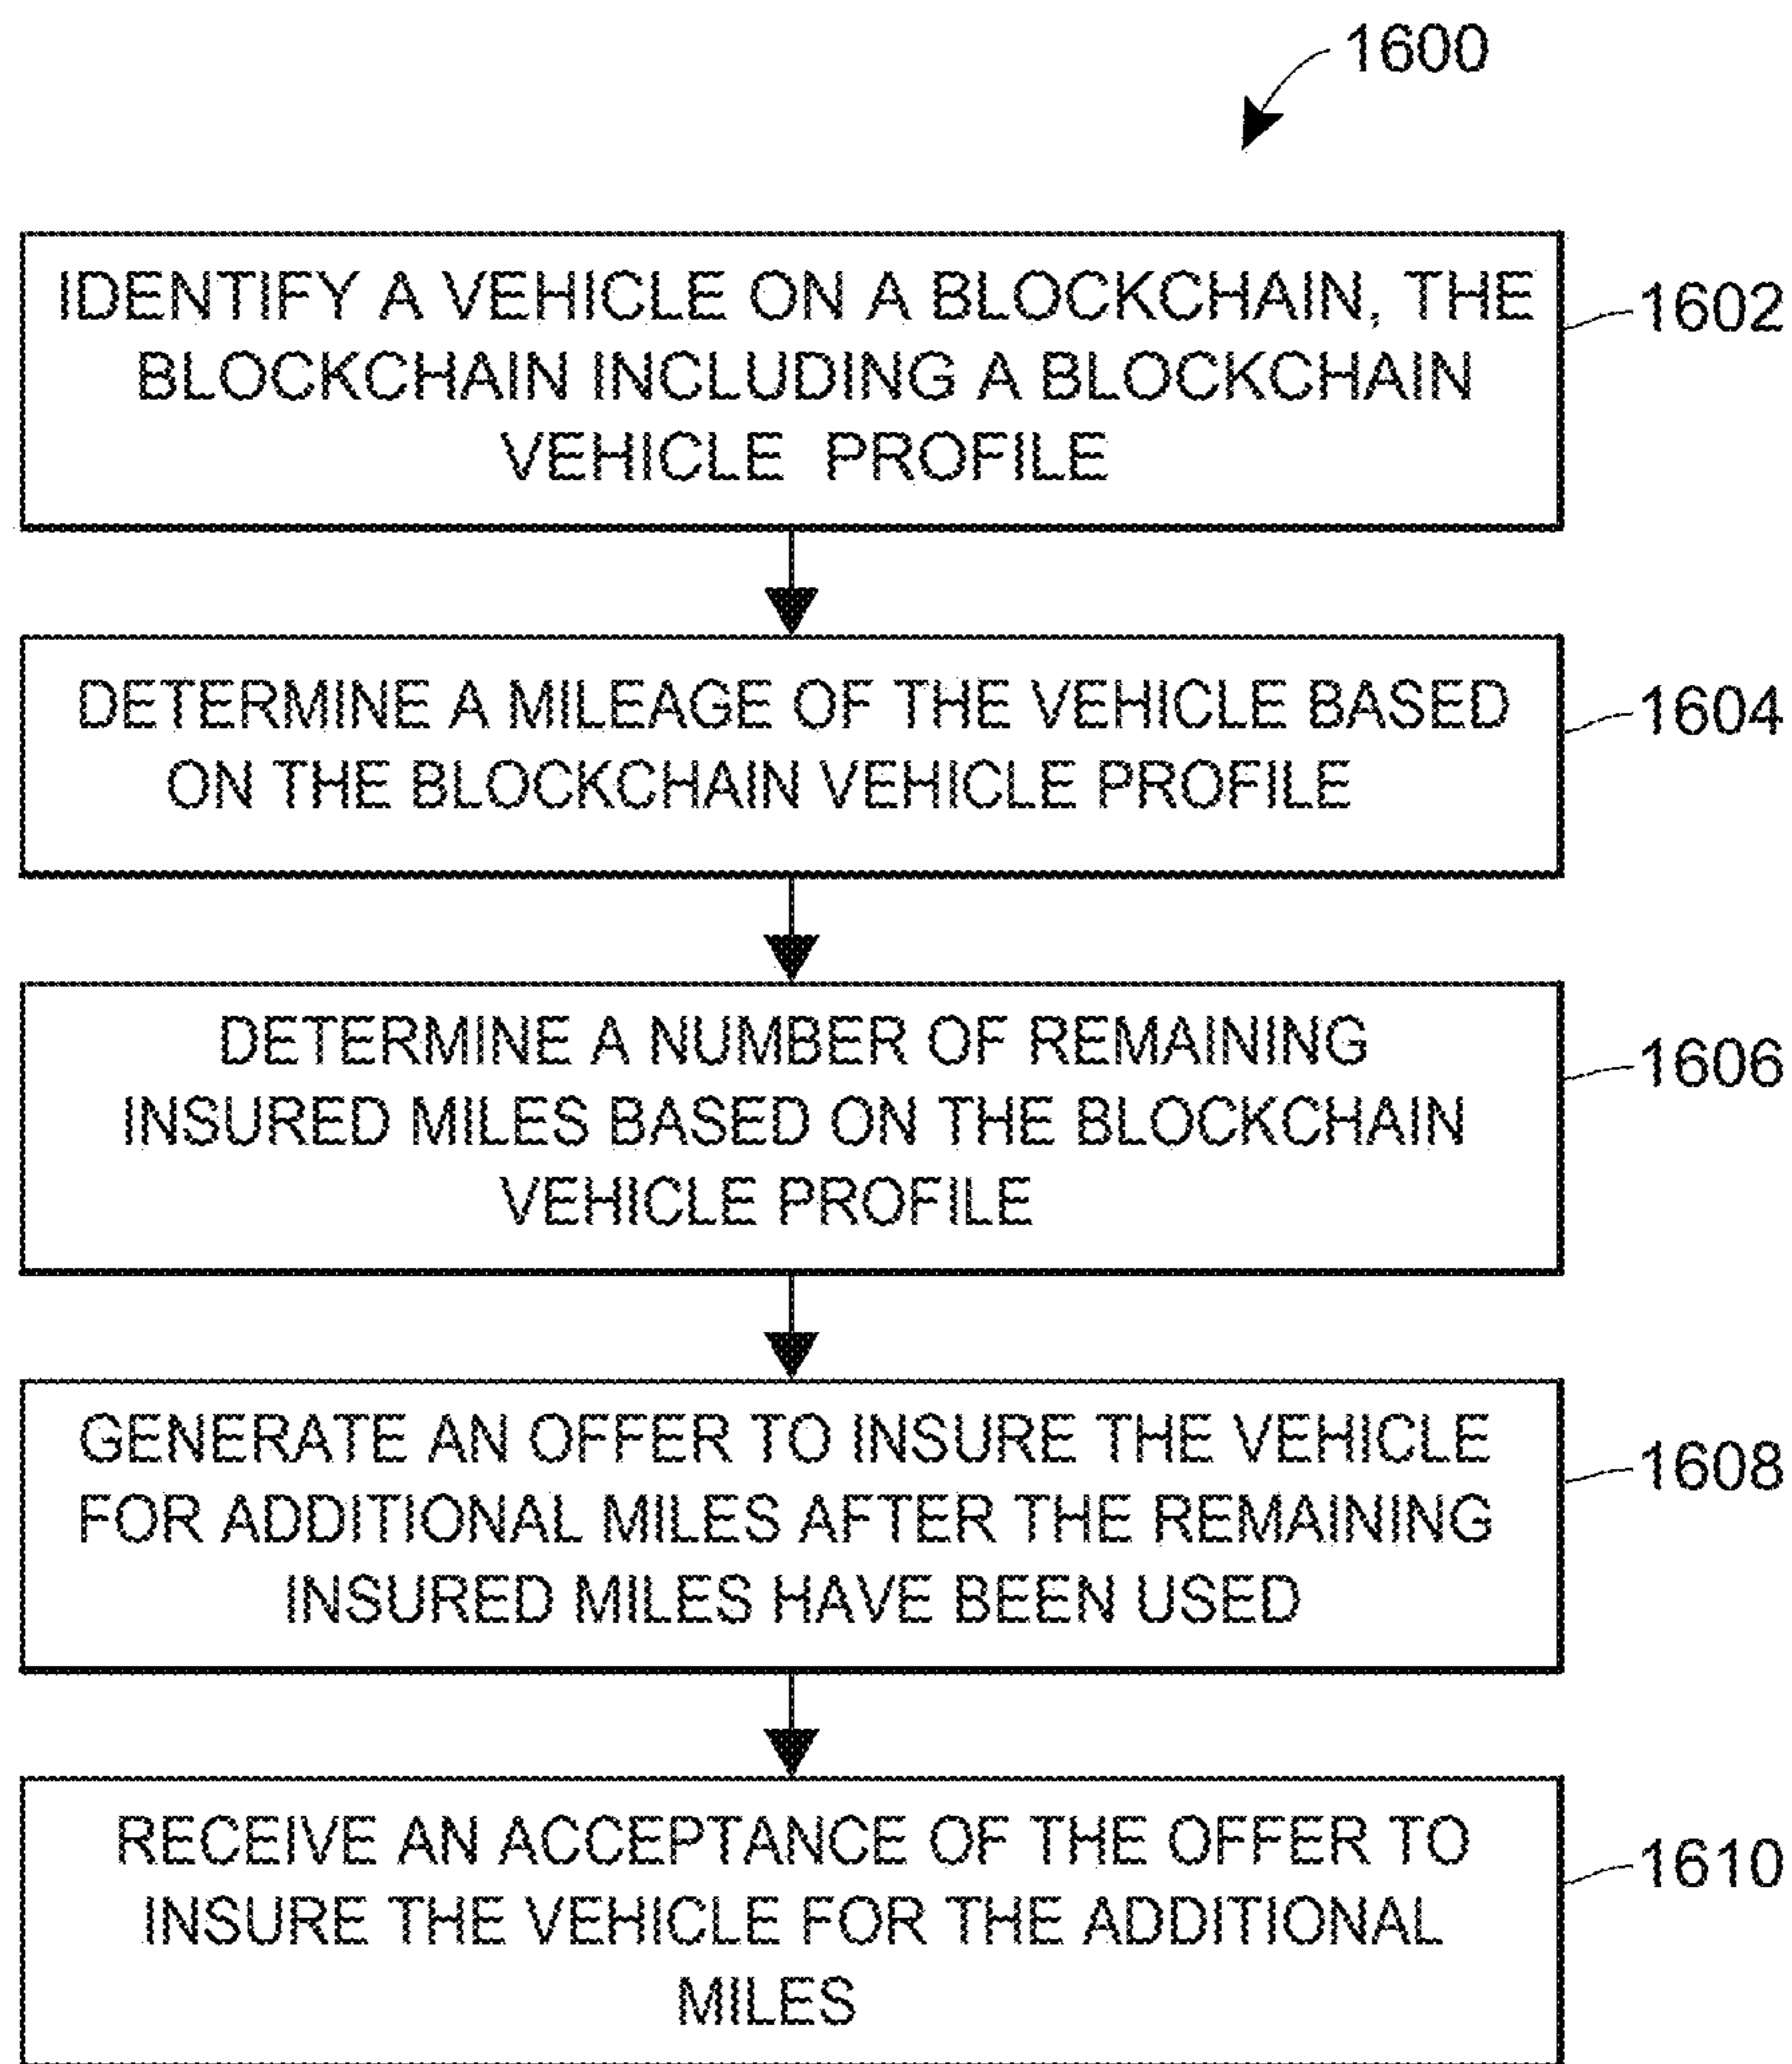 1600
IDENTIFY A VEHICLE ON A BLOCKCHAIN, THE
BLOCKCHAIN INCLUDING A BLOCKCHAIN
VEHICLE PROFILE
1602
DETERMINE A MILEAGE OF THE VEHICLE BASED
ON THE BLOCKCHAIN VEHICLE PROFILE
1604
DETERMINE A NUMBER OF REMAINING
INSURED MILES BASED ON THE BLOCKCHAIN
VEHICLE PROFILE
1606
GENERATE AN OFFER TO INSURE THE VEHICLE
FOR ADDITIONAL MILES AFTER THE REMAINING
INSURED MILES HAVE BEEN USED
1608
RECEIVE AN ACCEPTANCE OF THE OFFER TO
INSURE THE VEHICLE FOR THE ADDITIONAL
MILES
1610